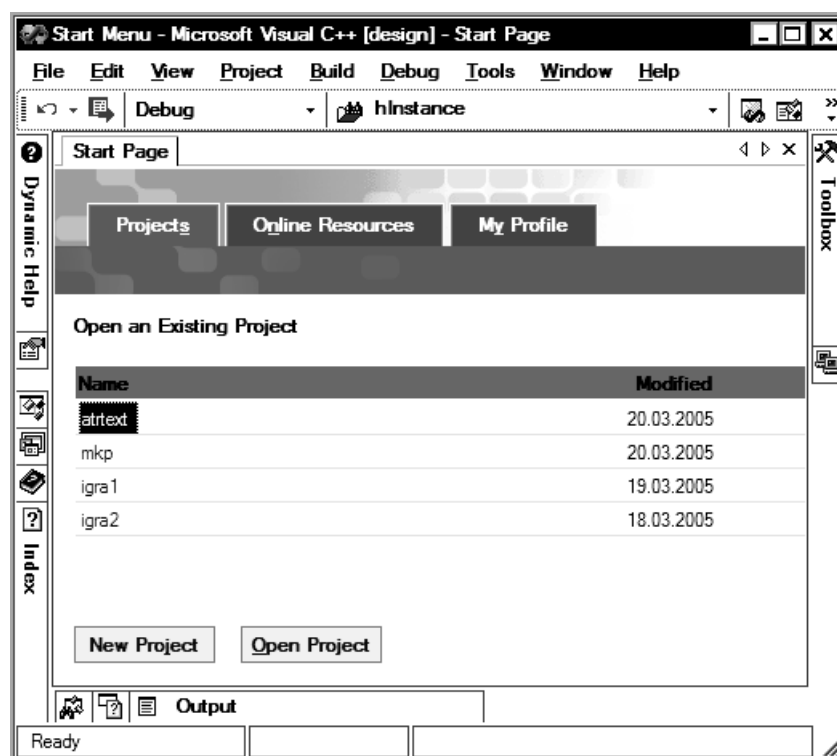 Start Menu - Microsoft Visual C++ [design] - Start Page
File Edit View Project Build Debug Tools Window Help
Debug hInstance
Start Page
Dynamic Help
Index
Toolbox
Projects Online Resources My Profile
Open an Existing Project
Name Modified
atrtext 20.03.2005
mkp 20.03.2005
igra1 19.03.2005
igra2 18.03.2005
New Project Open Project
Output
Ready